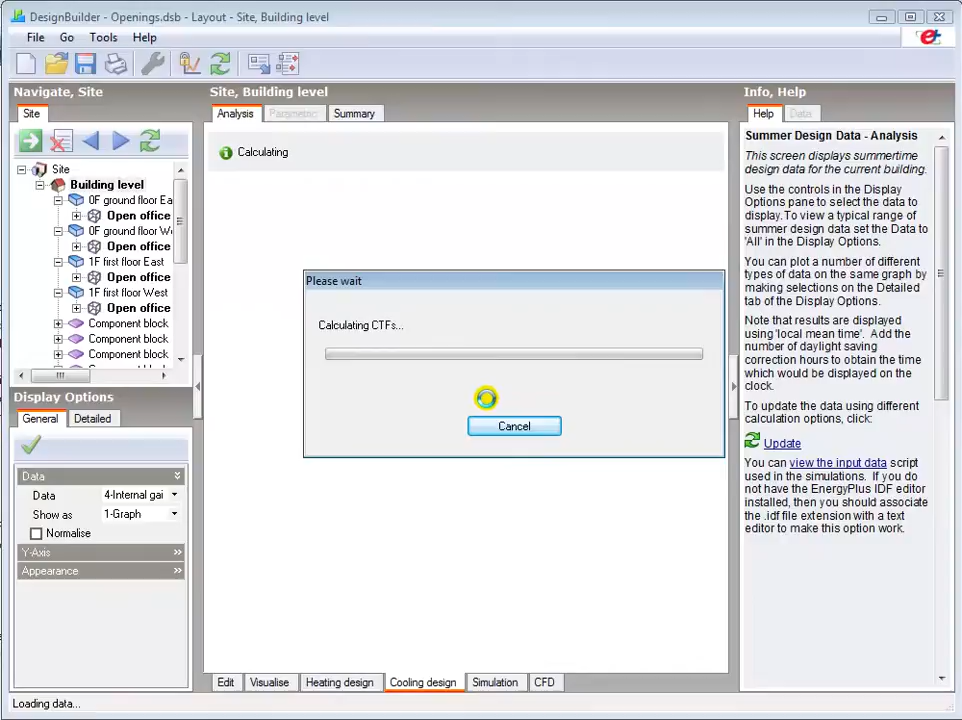 DesignBuilder - Openings.dsb - Layout - Site, Building level
File Go Tools Help
Navigate, Site
Site
Site
Building level
0F ground floor Ea
Open office
0F ground floor W
Open office
1F first floor East
Open office
1F first floor West
Open office
Component block
Component block
Component block
Display Options
General Detailed
Data
Data 4-Internal gai
Show as 1-Graph
Normalise
Y-Axis
Appearance
Site, Building level
Analysis Parametric Summary
Calculating
Please wait
Calculating CTFs...
Cancel
Edit Visualise Heating design Cooling design Simulation CFD
Info, Help
Help Data
Summer Design Data - Analysis
This screen displays summertime
design data for the current building.
Use the controls in the Display
Options pane to select the data to
display.To view a typical range of
summer design data set the Data to
'All' in the Display Options.
You can plot a number of different
types of data on the same graph by
making selections on the Detailed
tab of the Display Options.
Note that results are displayed
using 'local mean time'. Add the
number of daylight saving
correction hours to obtain the time
which would be displayed on the
clock.
To update the data using different
calculation options, click:
Update
You can view the input data script
used in the simulations. If you do
not have the EnergyPlus IDF editor
installed, then you should associate
the .idf file extension with a text
editor to make this option work.
Loading data...